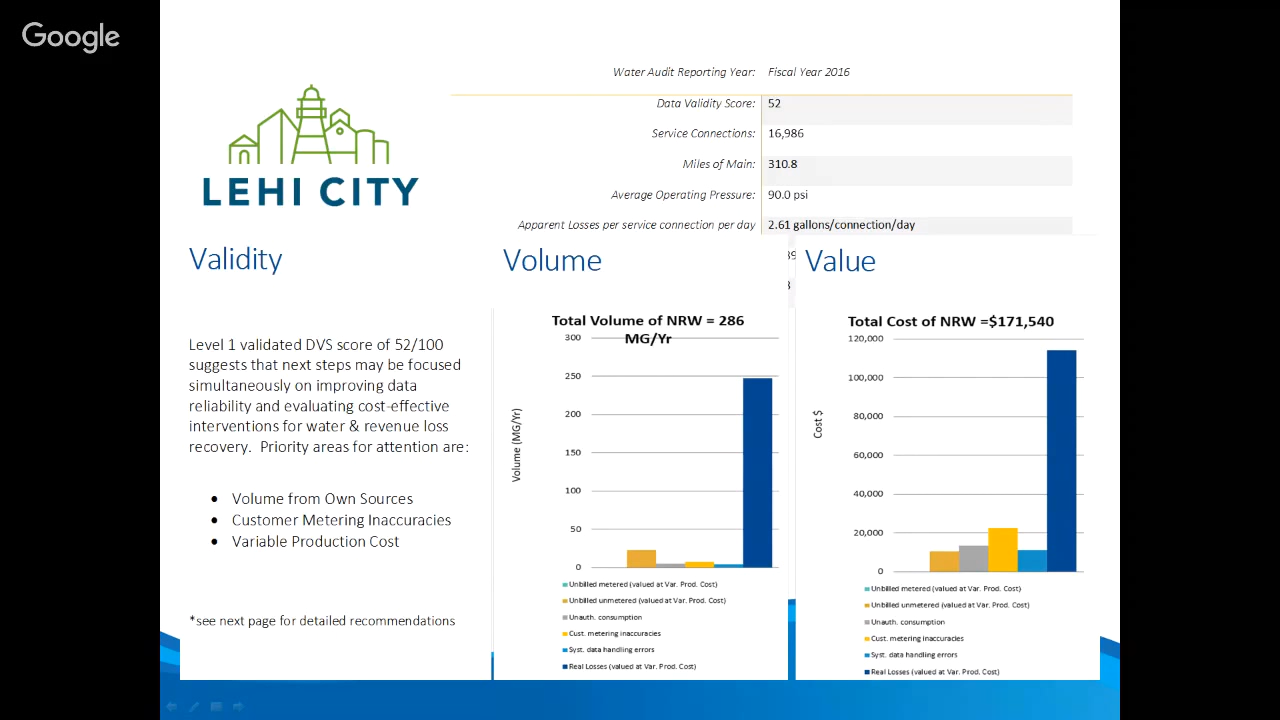 Google
Water Audit Reporting Year: Fiscal Year 2016
Data Validity Score: 52
Service Connections: 16,986
Miles of Main: 310.8
Average Operating Pressure: 90.0 psi
Apparent Losses per service connection per day 2.61 gallons/connection/day
LEHI CITY
Validity
Level 1 validated DVS score of 52/100
suggests that next steps may be focused
simultaneously on improving data
reliability and evaluating cost-effective
interventions for water & revenue loss
recovery. Priority areas for attention are:
• Volume from Own Sources
• Customer Metering Inaccuracies
• Variable Production Cost
*see next page for detailed recommendations
Volume
Total Volume of NRW = 286
MG/Yr
300
250
200
150
100
50
0
Volume (MG/Yr)
Unbilled metered (valued at Var. Prod. Cost)
Unbilled unmetered (valued at Var. Prod. Cost)
Unauth. consumption
Cust. metering inaccuracies
Syst. data handling errors
Real Losses (valued at Var. Prod. Cost)
Value
Total Cost of NRW =$171,540
120,000
100,000
80,000
60,000
40,000
20,000
0
Cost $
Unbilled metered (valued at Var. Prod. Cost)
Unbilled unmetered (valued at Var. Prod. Cost)
Unauth. consumption
Cust. metering inaccuracies
Syst. data handling errors
Real Losses (valued at Var. Prod. Cost)